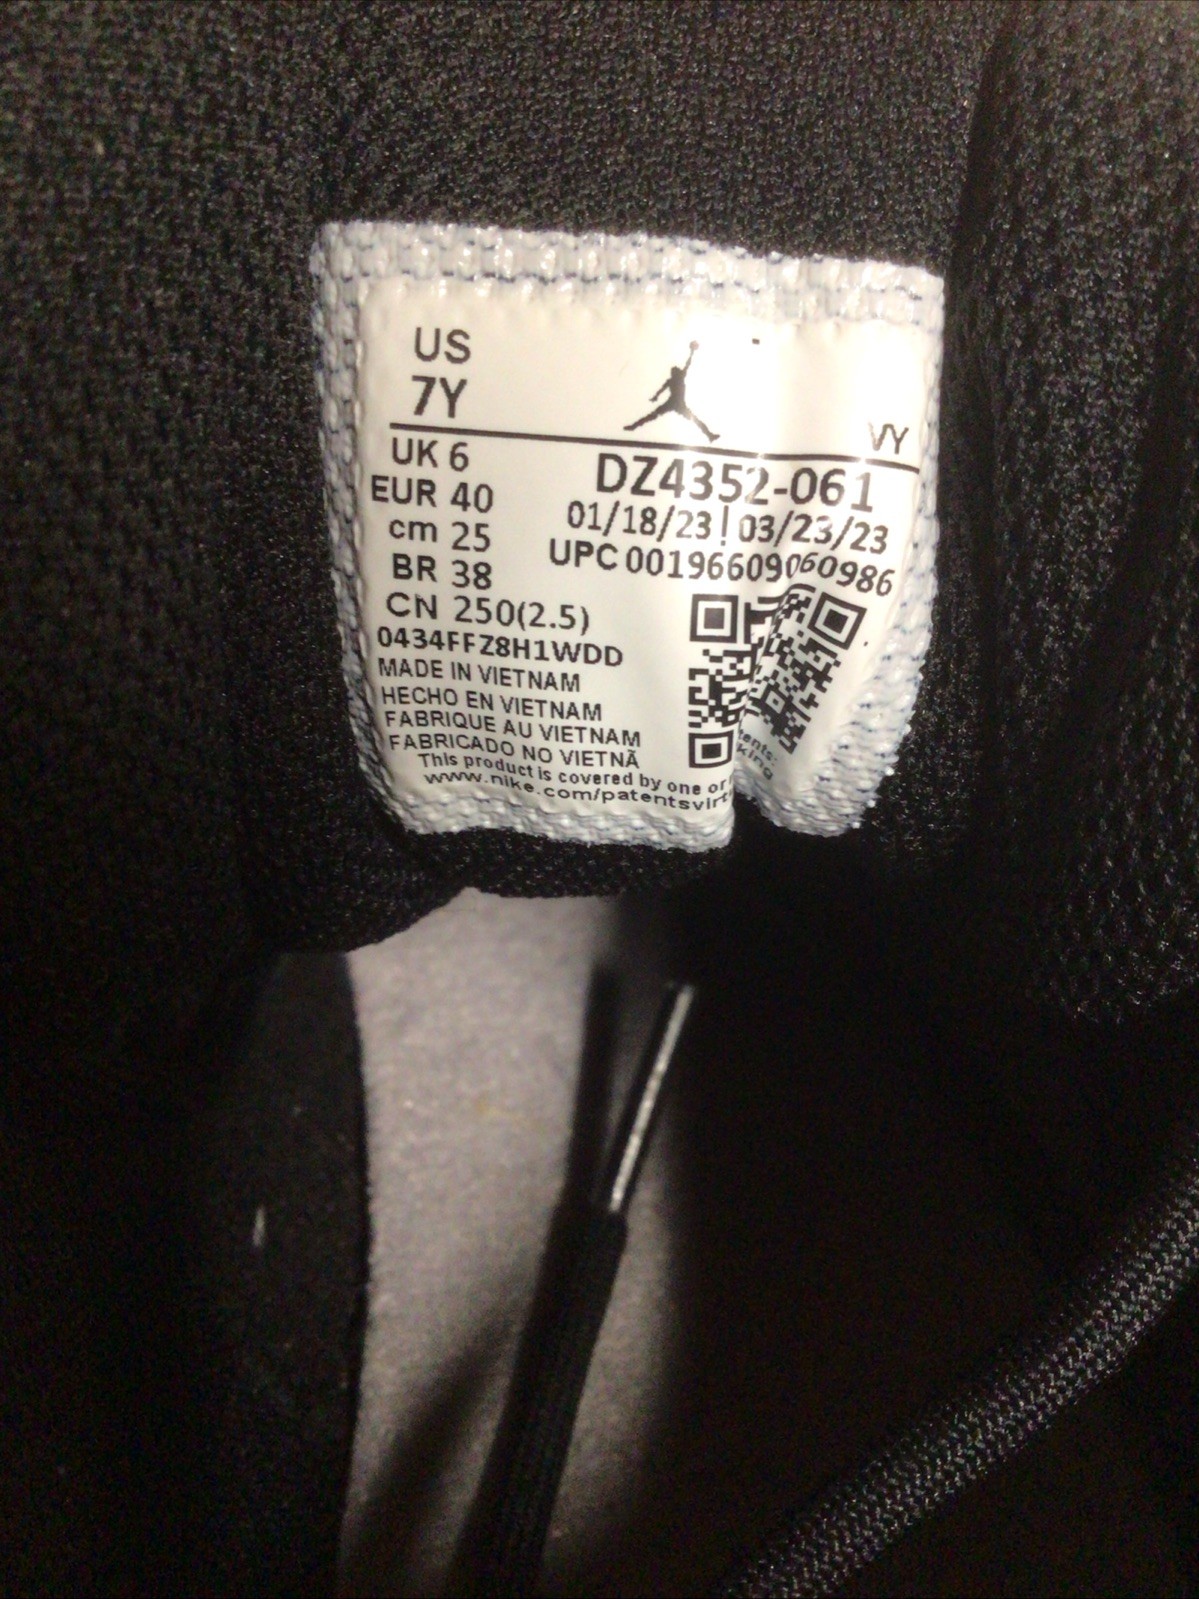 US
7Y
VY
UK 6
EUR 40
cm 25
BR 38
CN 250(2.5)
DZ4352-061
01/18/23 | 03/23/23
UPC 00196609060986
0434FFZ8H1WDD
MADE IN VIETNAM
HECHO EN VIETNAM
FABRIQUE AU VIETNAM
FABRICADO NO VIETNÃ
This product is covered by one or
www.nike.com/patentsvirt